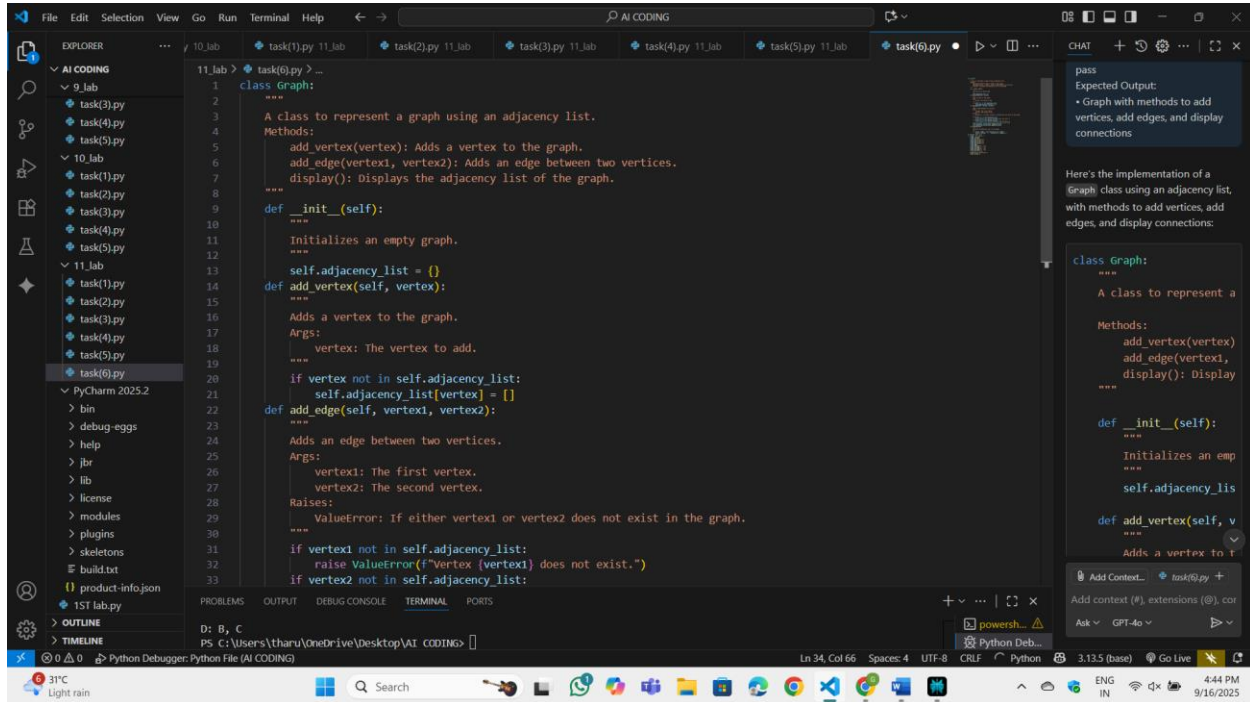 File Edit Selection View Go Run Terminal Help
AI CODING
EXPLORER
AI CODING
9_lab
task(3).py
task(4).py
task(5).py
10_lab
task(1).py
task(2).py
task(3).py
task(4).py
task(5).py
11_lab
task(1).py
task(2).py
task(3).py
task(4).py
task(5).py
task(6).py
PyCharm 2025.2
bin
debug-eggs
help
jbr
lib
license
modules
plugins
skeletons
build.txt
product-info.json
1ST lab.py
OUTLINE
TIMELINE
10_lab task(1).py 11_lab task(2).py 11_lab task(3).py 11_lab task(4).py 11_lab task(5).py 11_lab task(6).py
11_lab > task(6).py > ...
1 class Graph:
2 """
3 A class to represent a graph using an adjacency list.
4 Methods:
5 add_vertex(vertex): Adds a vertex to the graph.
6 add_edge(vertex1, vertex2): Adds an edge between two vertices.
7 display(): Displays the adjacency list of the graph.
8 """
9 def __init__(self):
10 """
11 Initializes an empty graph.
12 """
13 self.adjacency_list = {}
14 def add_vertex(self, vertex):
15 """
16 Adds a vertex to the graph.
17 Args:
18 vertex: The vertex to add.
19 """
20 if vertex not in self.adjacency_list:
21 self.adjacency_list[vertex] = []
22 def add_edge(self, vertex1, vertex2):
23 """
24 Adds an edge between two vertices.
25 Args:
26 vertex1: The first vertex.
27 vertex2: The second vertex.
28 Raises:
29 ValueError: If either vertex1 or vertex2 does not exist in the graph.
30 """
31 if vertex1 not in self.adjacency_list:
32 raise ValueError(f"Vertex {vertex1} does not exist.")
33 if vertex2 not in self.adjacency_list:
PROBLEMS OUTPUT DEBUG CONSOLE TERMINAL PORTS
D: B, C
PS C:\Users\tharu\OneDrive\Desktop\AI CODING>
powersh...
Python Deb...
CHAT
pass
Expected Output:
• Graph with methods to add
vertices, add edges, and display
connections
Here's the implementation of a
Graph class using an adjacency list,
with methods to add vertices, add
edges, and display connections:
class Graph:
"""
A class to represent a
Methods:
add_vertex(vertex)
add_edge(vertex1,
display(): Display
"""
def __init__(self):
"""
Initializes an emp
"""
self.adjacency_lis
def add_vertex(self, v
"""
Adds a vertex to t
Add Context... task(6).py +
Add context (#), extensions (@), cor
Ask GPT-4o
0 0 Python Debugger: Python File (AI CODING) Ln 34, Col 66 Spaces: 4 UTF-8 CRLF Python 3.13.5 (base) Go Live
6 31°C
Light rain
Search
ENG
IN
4:44 PM
9/16/2025